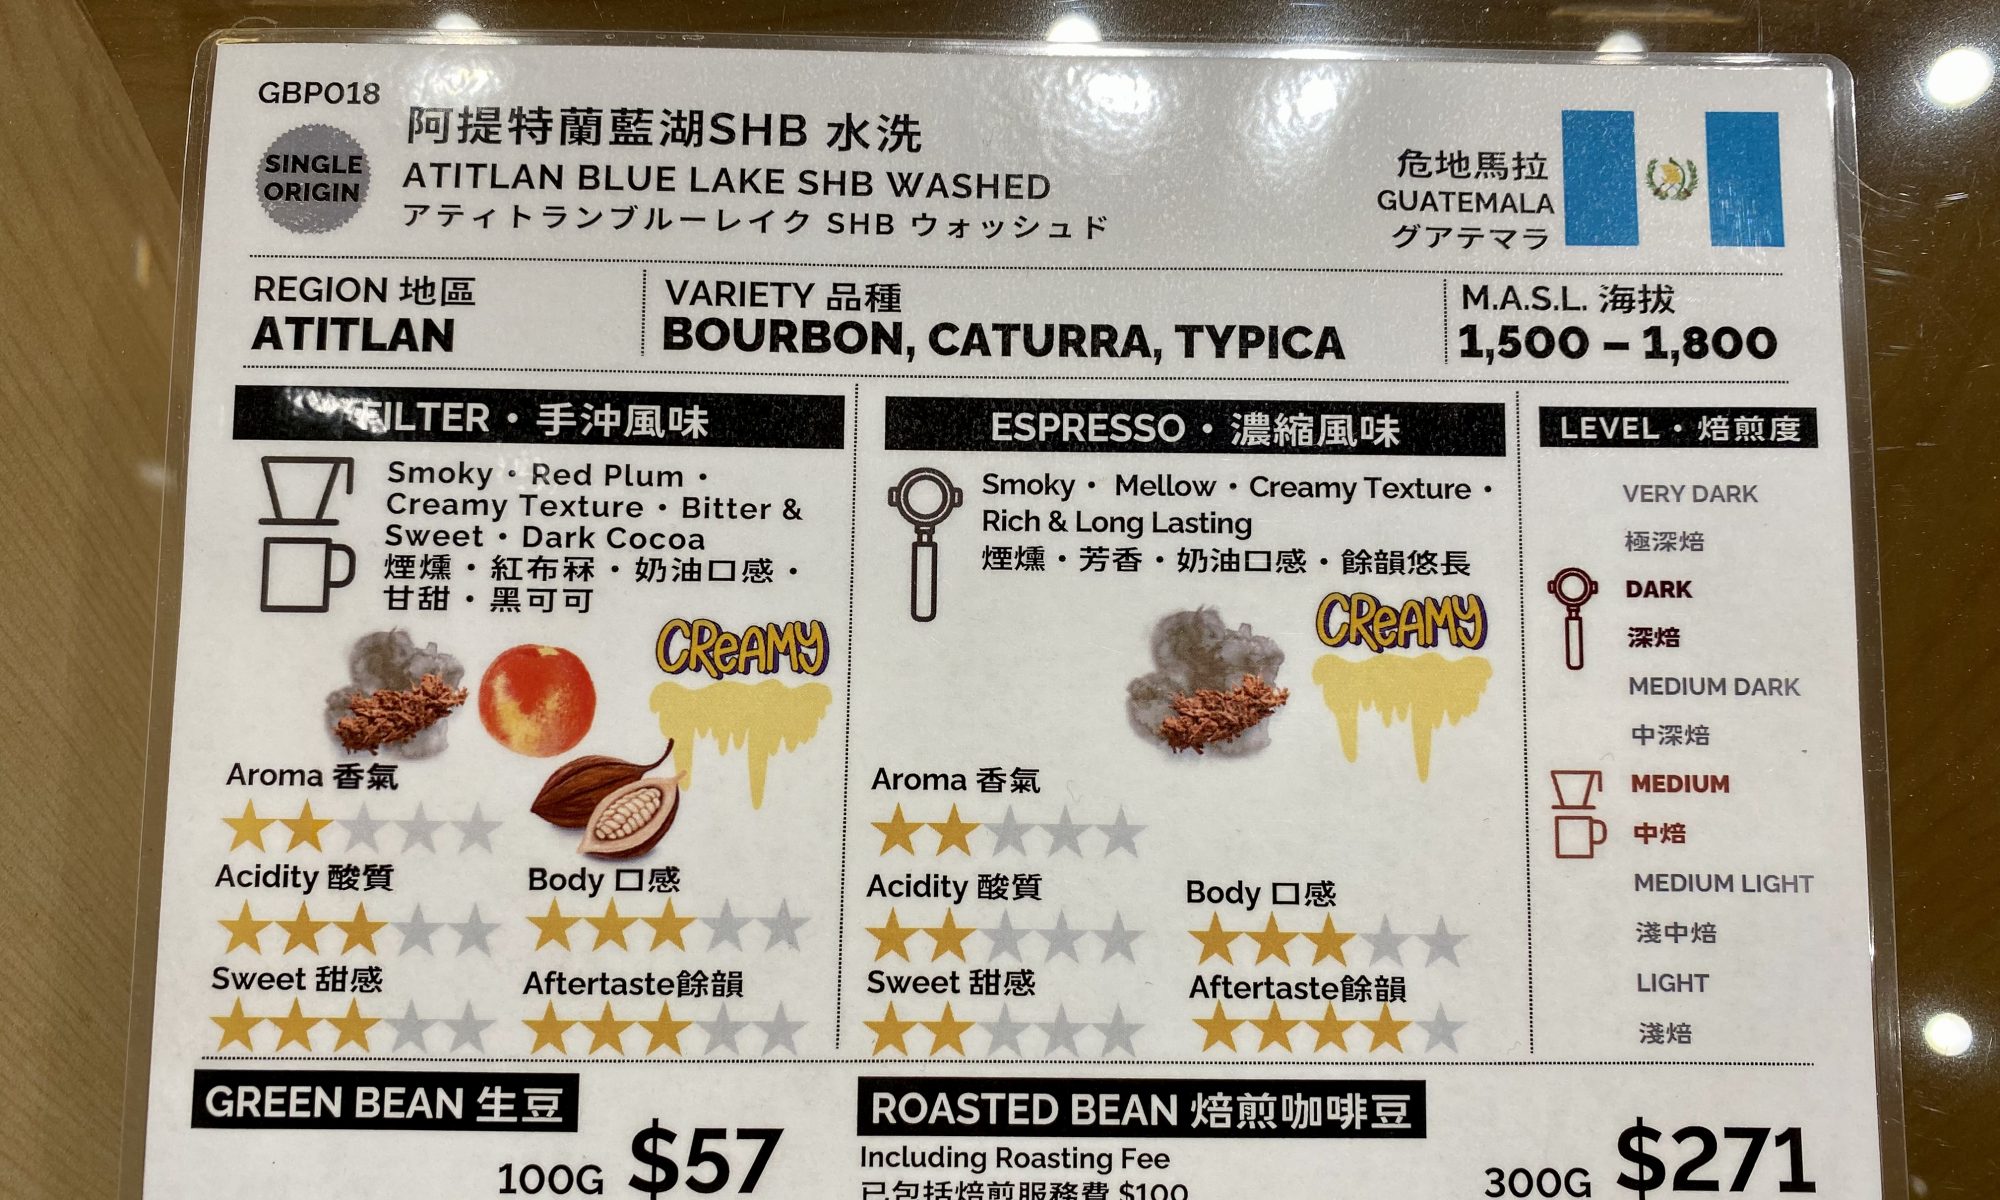 GBP018
SINGLE
ORIGIN
阿提特蘭藍湖SHB 水洗
ATITLAN BLUE LAKE SHB WASHED
アティトランブルーレイク SHB ウォッシュド
危地馬拉
GUATEMALA
グアテマラ
REGION 地區
ATITLAN
VARIETY 品種
BOURBON, CATURRA, TYPICA
M.A.S.L. 海拔
1,500 – 1,800
FILTER・手沖風味
Smoky・Red Plum・
Creamy Texture・Bitter &
Sweet・Dark Cocoa
煙燻・紅布冧・奶油口感・
甘甜・黑可可
CReAMY
Aroma 香氣
Acidity 酸質
Body 口感
Sweet 甜感
Aftertaste餘韻
ESPRESSO・濃縮風味
Smoky・Mellow・Creamy Texture・
Rich & Long Lasting
煙燻・芳香・奶油口感・餘韻悠長
CReAMY
Aroma 香氣
Acidity 酸質
Body 口感
Sweet 甜感
Aftertaste餘韻
LEVEL・焙煎度
VERY DARK
極深焙
DARK
深焙
MEDIUM DARK
中深焙
MEDIUM
中焙
MEDIUM LIGHT
淺中焙
LIGHT
淺焙
GREEN BEAN 生豆
100G $57
ROASTED BEAN 焙煎咖啡豆
Including Roasting Fee
已包括焙煎服務費 $100
300G $271